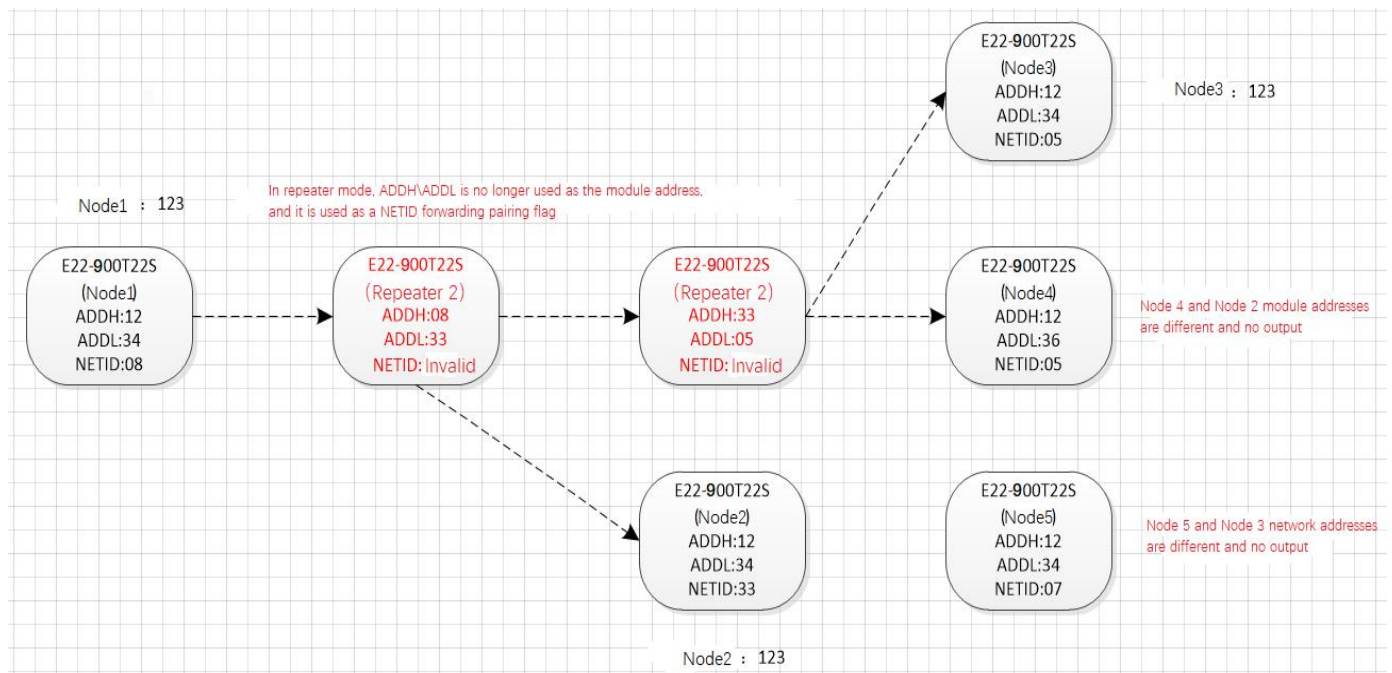 E22-900T22S
(Node3)
ADDH:12
ADDL:34
NETID:05
Node3 : 123
Node1 : 123
In repeater mode, ADDH\ADDL is no longer used as the module address,
and it is used as a NETID forwarding pairing flag
E22-900T22S
(Node1)
ADDH:12
ADDL:34
NETID:08
E22-900T22S
(Repeater 2)
ADDH:08
ADDL:33
NETID: Invalid
E22-900T22S
(Repeater 2)
ADDH:33
ADDL:05
NETID: Invalid
E22-900T22S
(Node4)
ADDH:12
ADDL:36
NETID:05
Node 4 and Node 2 module addresses
are different and no output
E22-900T22S
(Node2)
ADDH:12
ADDL:34
NETID:33
E22-900T22S
(Node5)
ADDH:12
ADDL:34
NETID:07
Node 5 and Node 3 network addresses
are different and no output
Node2 : 123